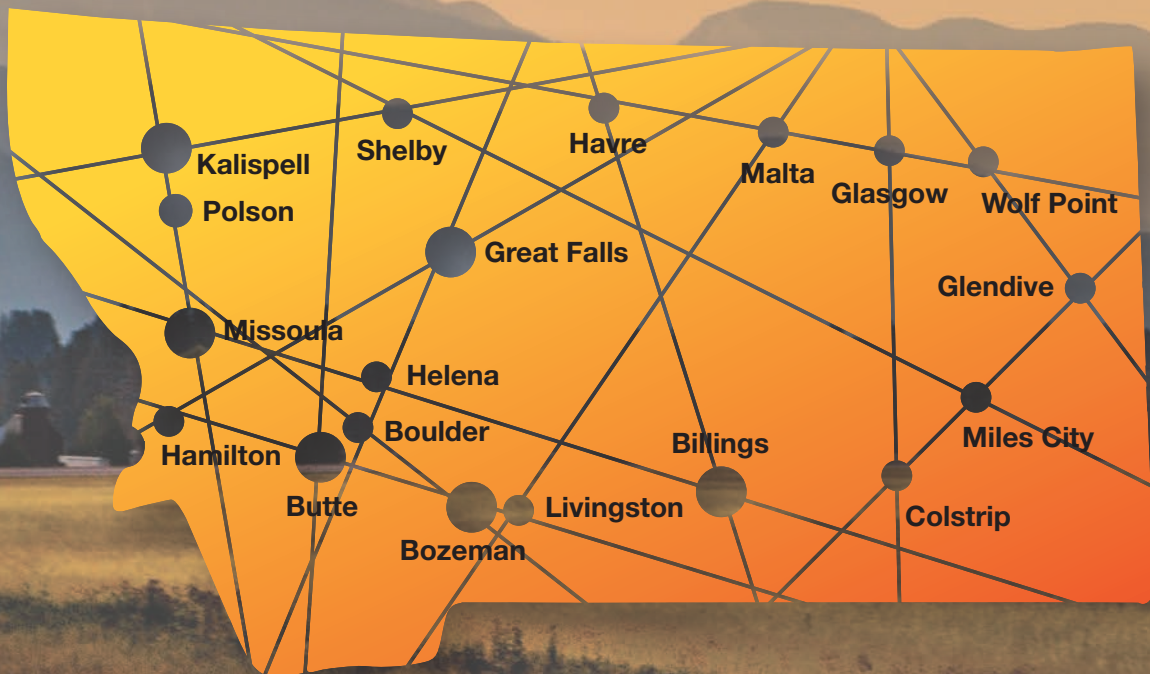 Kalispell
Shelby
Havre
Malta
Glasgow
Wolf Point
Polson
Great Falls
Glendive
Missoula
Helena
Boulder
Billings
Miles City
Hamilton
Butte
Livingston
Colstrip
Bozeman